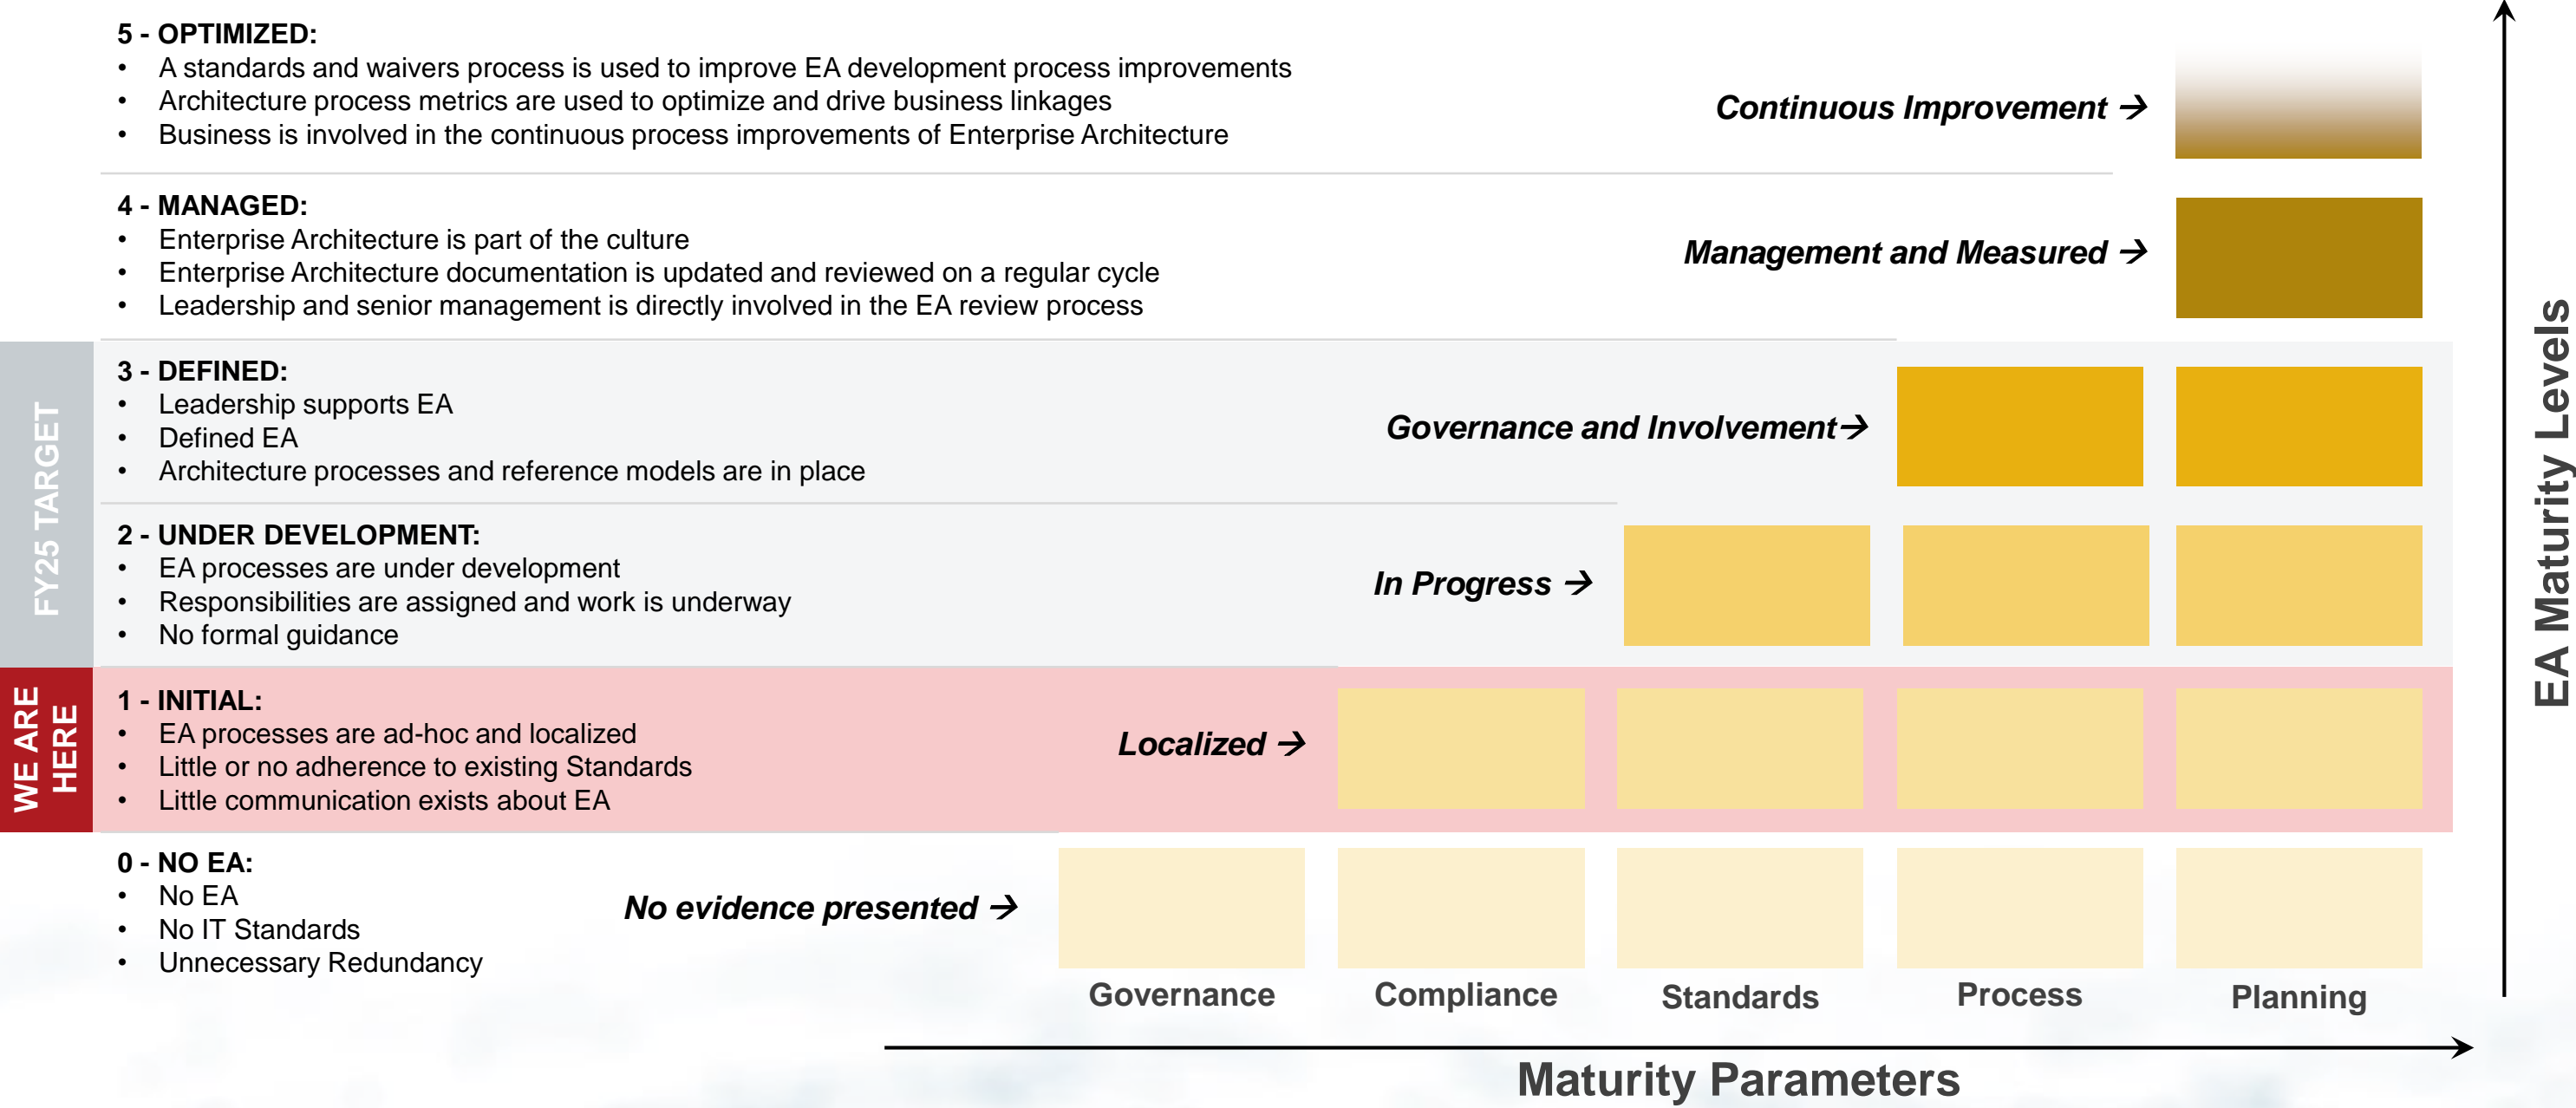 5 - OPTIMIZED:
• A standards and waivers process is used to improve EA development process improvements
• Architecture process metrics are used to optimize and drive business linkages
• Business is involved in the continuous process improvements of Enterprise Architecture
Continuous Improvement →
4 - MANAGED:
• Enterprise Architecture is part of the culture
• Enterprise Architecture documentation is updated and reviewed on a regular cycle
• Leadership and senior management is directly involved in the EA review process
Management and Measured →
FY25 TARGET
3 - DEFINED:
• Leadership supports EA
• Defined EA
• Architecture processes and reference models are in place
Governance and Involvement→
2 - UNDER DEVELOPMENT:
• EA processes are under development
• Responsibilities are assigned and work is underway
• No formal guidance
In Progress →
WE ARE
HERE
1 - INITIAL:
• EA processes are ad-hoc and localized
• Little or no adherence to existing Standards
• Little communication exists about EA
Localized →
0 - NO EA:
• No EA
• No IT Standards
• Unnecessary Redundancy
No evidence presented →
Governance
Compliance
Standards
Process
Planning
Maturity Parameters
EA Maturity Levels